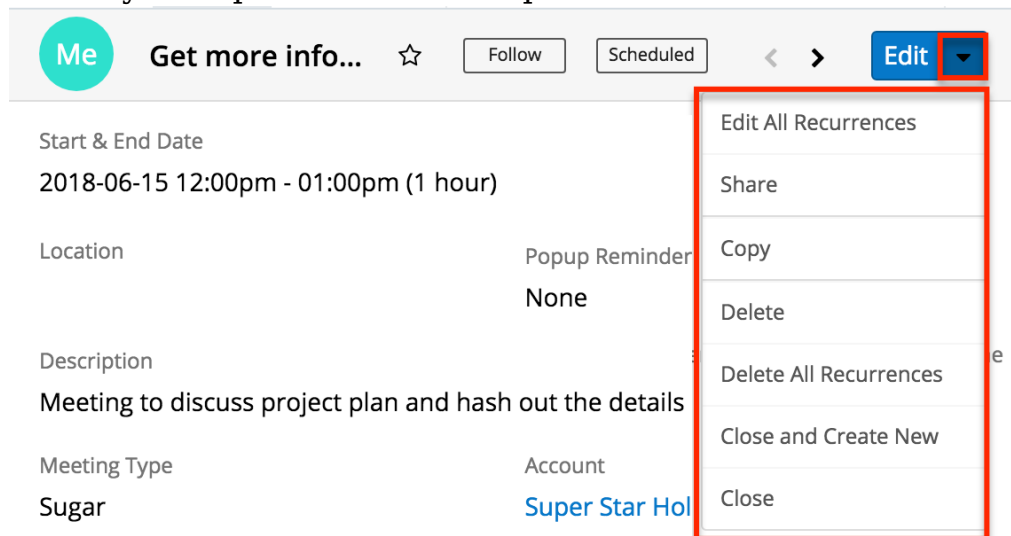 Me Get more info... Follow Scheduled Edit
Edit All Recurrences
Start & End Date
2018-06-15 12:00pm - 01:00pm (1 hour)
Share
Location
Popup Reminder
Copy
None
Delete
Description
Delete All Recurrences
Meeting to discuss project plan and hash out the details
Close and Create New
Meeting Type
Account
Sugar
Super Star Hol
Close